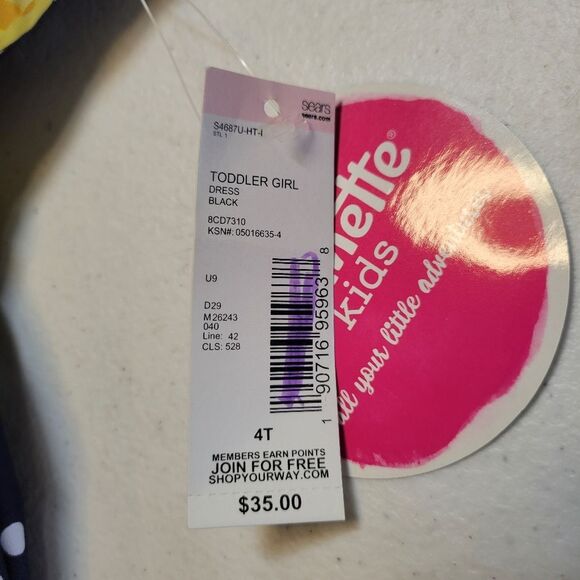 sears
sears.com
S4687U-HT-I
STL 1
TODDLER GIRL
DRESS
BLACK
8CD7310
KSN#: 05016635-4
U9
D29
M26243
040
Line: 42
CLS: 528
1 90716 95963 8
4T
MEMBERS EARN POINTS
JOIN FOR FREE
SHOPYOURWAY.COM
$35.00
kids
your little